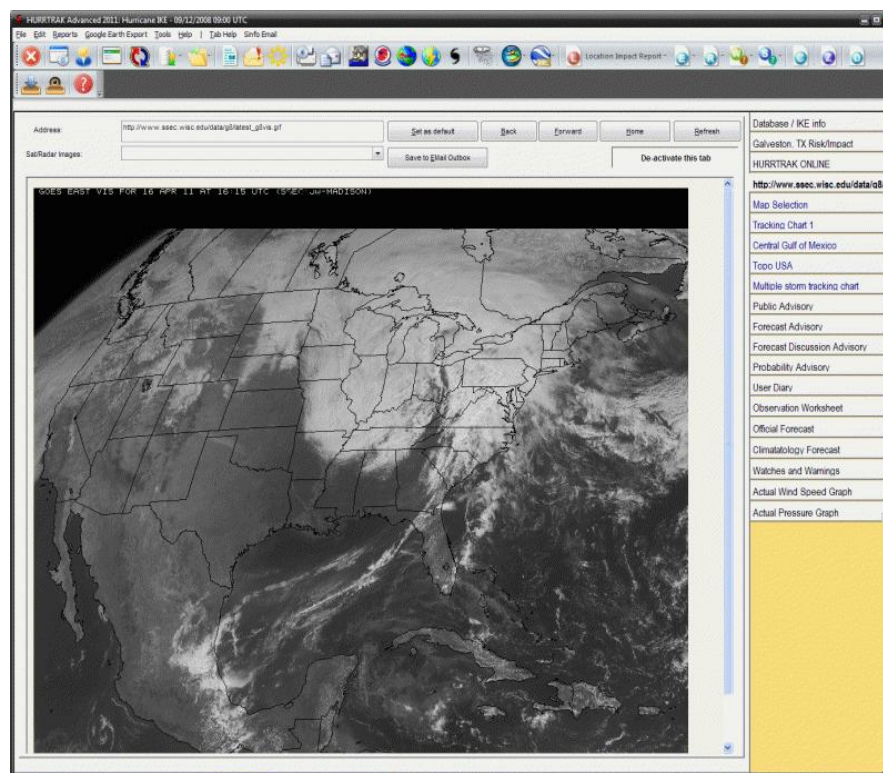 HURRTRAK Advanced 2011: Hurricane IKE - 09/12/2008 09:00 UTC
File Edit Reports Google Earth Export Tools Help | Tab Help Sinfo Email
Location Impact Report
Address:
http://www.ssec.wisc.edu/data/g8/latest_g8vis.gif
Set as default
Back
Forward
Home
Refresh
Sat/Radar Images:
Save to EMail Outbox
De-activate this tab
GOES EAST VIS FOR 16 APR 11 AT 16:15 UTC (SSEC:UW-MADISON)
Database / IKE info
Galveston, TX Risk/Impact
HURRTRAK ONLINE
http://www.ssec.wisc.edu/data/g8/
Map Selection
Tracking Chart 1
Central Gulf of Mexico
Topo USA
Multiple storm tracking chart
Public Advisory
Forecast Advisory
Forecast Discussion Advisory
Probability Advisory
User Diary
Observation Worksheet
Official Forecast
Climatatology Forecast
Watches and Warnings
Actual Wind Speed Graph
Actual Pressure Graph